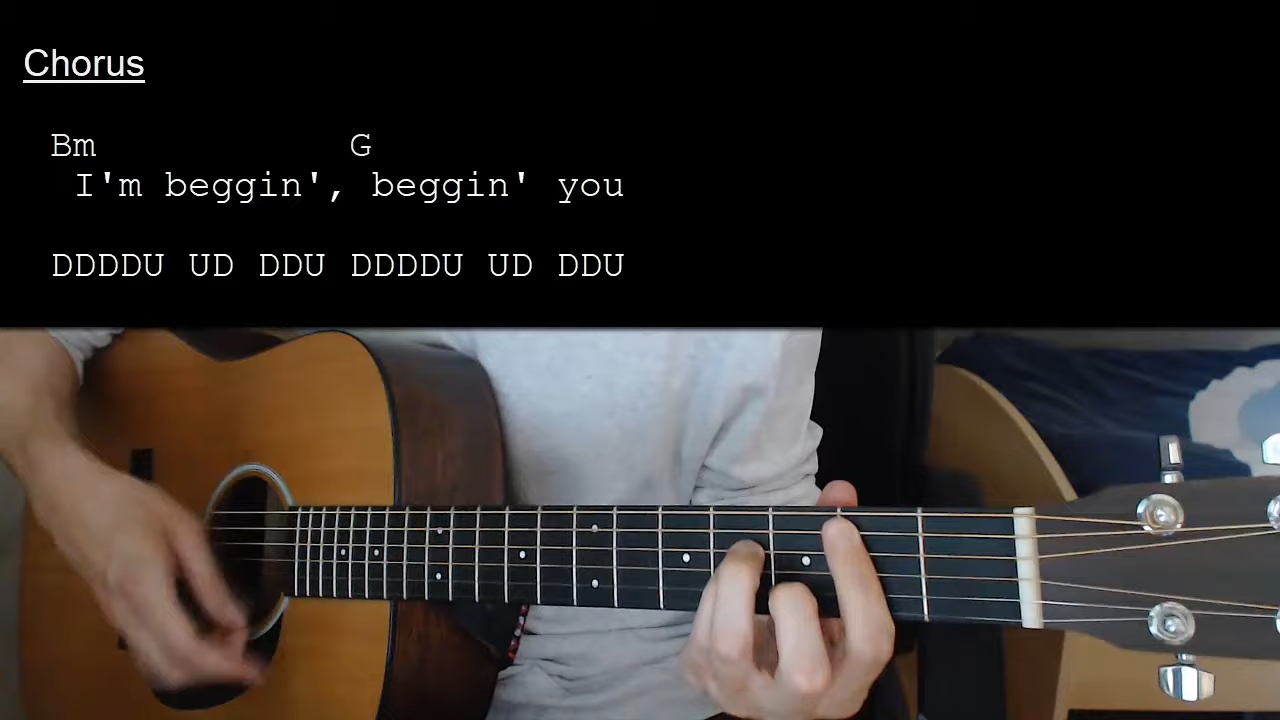 Chorus
Bm G
I'm beggin', beggin' you
DDDDU UD DDU DDDDU UD DDU